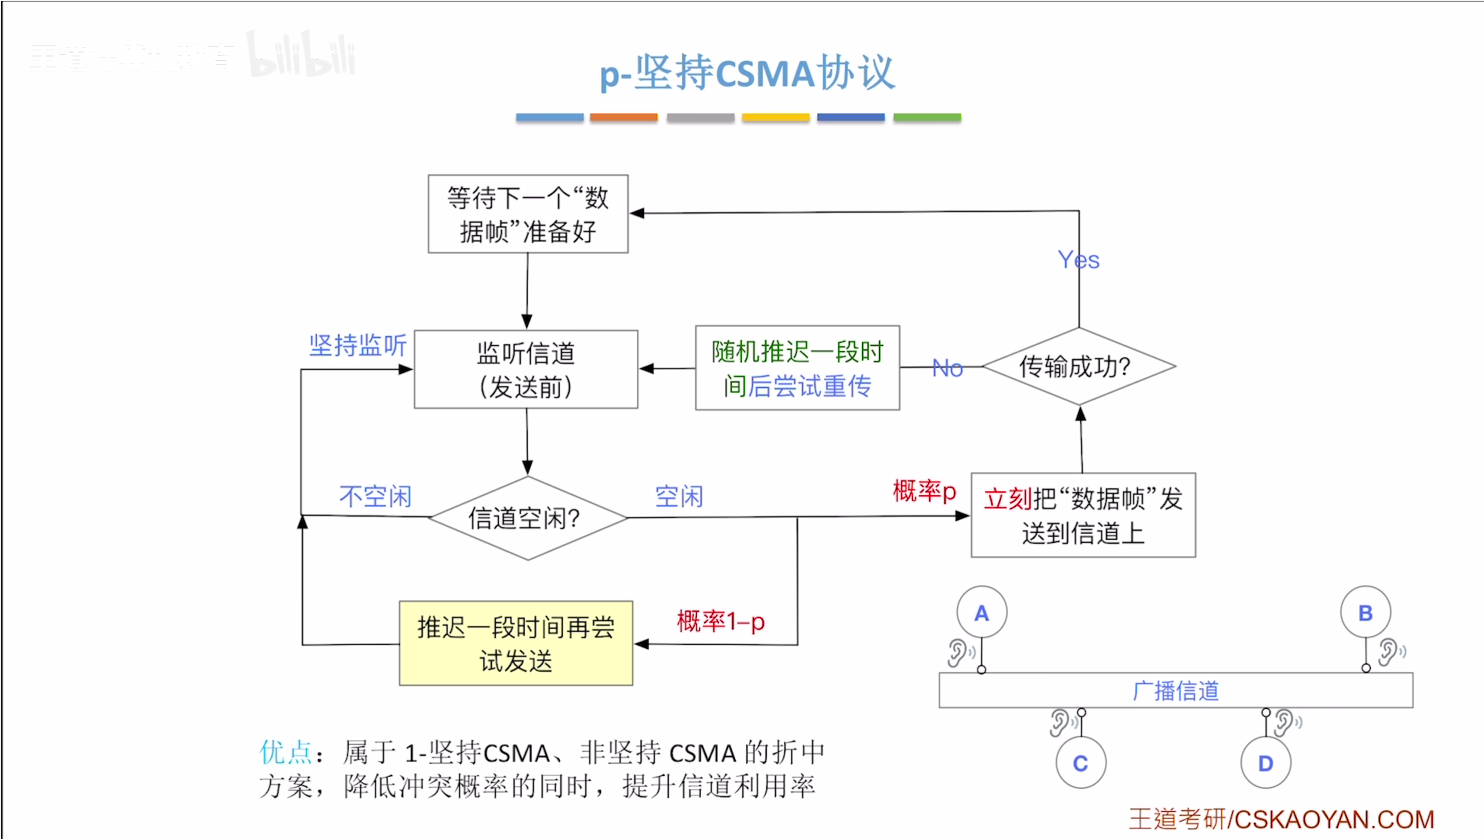 bilibili
p-坚持CSMA协议
等待下一个“数
据帧”准备好
Yes
坚持监听
监听信道
（发送前）
随机推迟一段时
间后尝试重传
No
传输成功？
不空闲
信道空闲？
空闲
概率p
立刻把“数据帧”发
送到信道上
推迟一段时间再尝
试发送
概率1–p
A
B
广播信道
C
D
优点：属于 1-坚持CSMA、非坚持 CSMA 的折中
方案，降低冲突概率的同时，提升信道利用率
王道考研/CSKAOYAN.COM